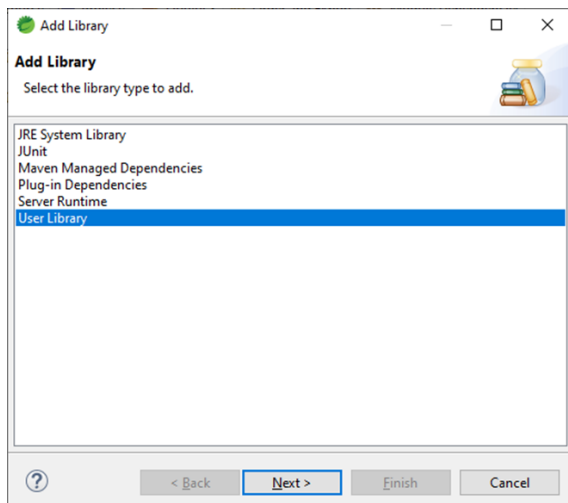 Add Library
Add Library
Select the library type to add.
JRE System Library
JUnit
Maven Managed Dependencies
Plug-in Dependencies
Server Runtime
User Library
?
< Back Next > Finish Cancel